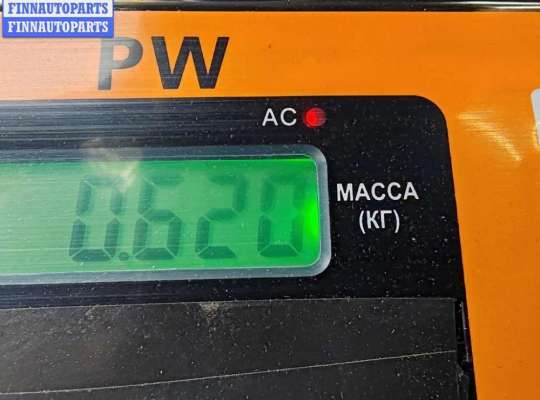 FINNAUTOPARTS
FINNAUTOPARTS
PW
AC
0.620
МАССА
(КГ)